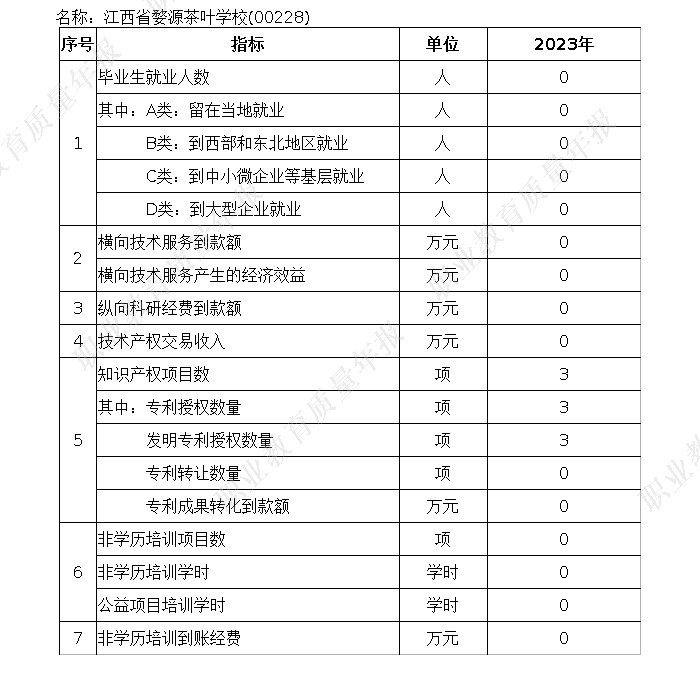 名称：江西省婺源茶叶学校(00228)
序号 指标 单位 2023年
1 毕业生就业人数 人 0
其中：A类：留在当地就业 人 0
B类：到西部和东北地区就业 人 0
C类：到中小微企业等基层就业 人 0
D类：到大型企业就业 人 0
2 横向技术服务到款额 万元 0
横向技术服务产生的经济效益 万元 0
3 纵向科研经费到款额 万元 0
4 技术产权交易收入 万元 0
5 知识产权项目数 项 3
其中：专利授权数量 项 3
发明专利授权数量 项 3
专利转让数量 项 0
专利成果转化到款额 万元 0
6 非学历培训项目数 项 0
非学历培训学时 学时 0
公益项目培训学时 学时 0
7 非学历培训到账经费 万元 0
职业教育质量年报